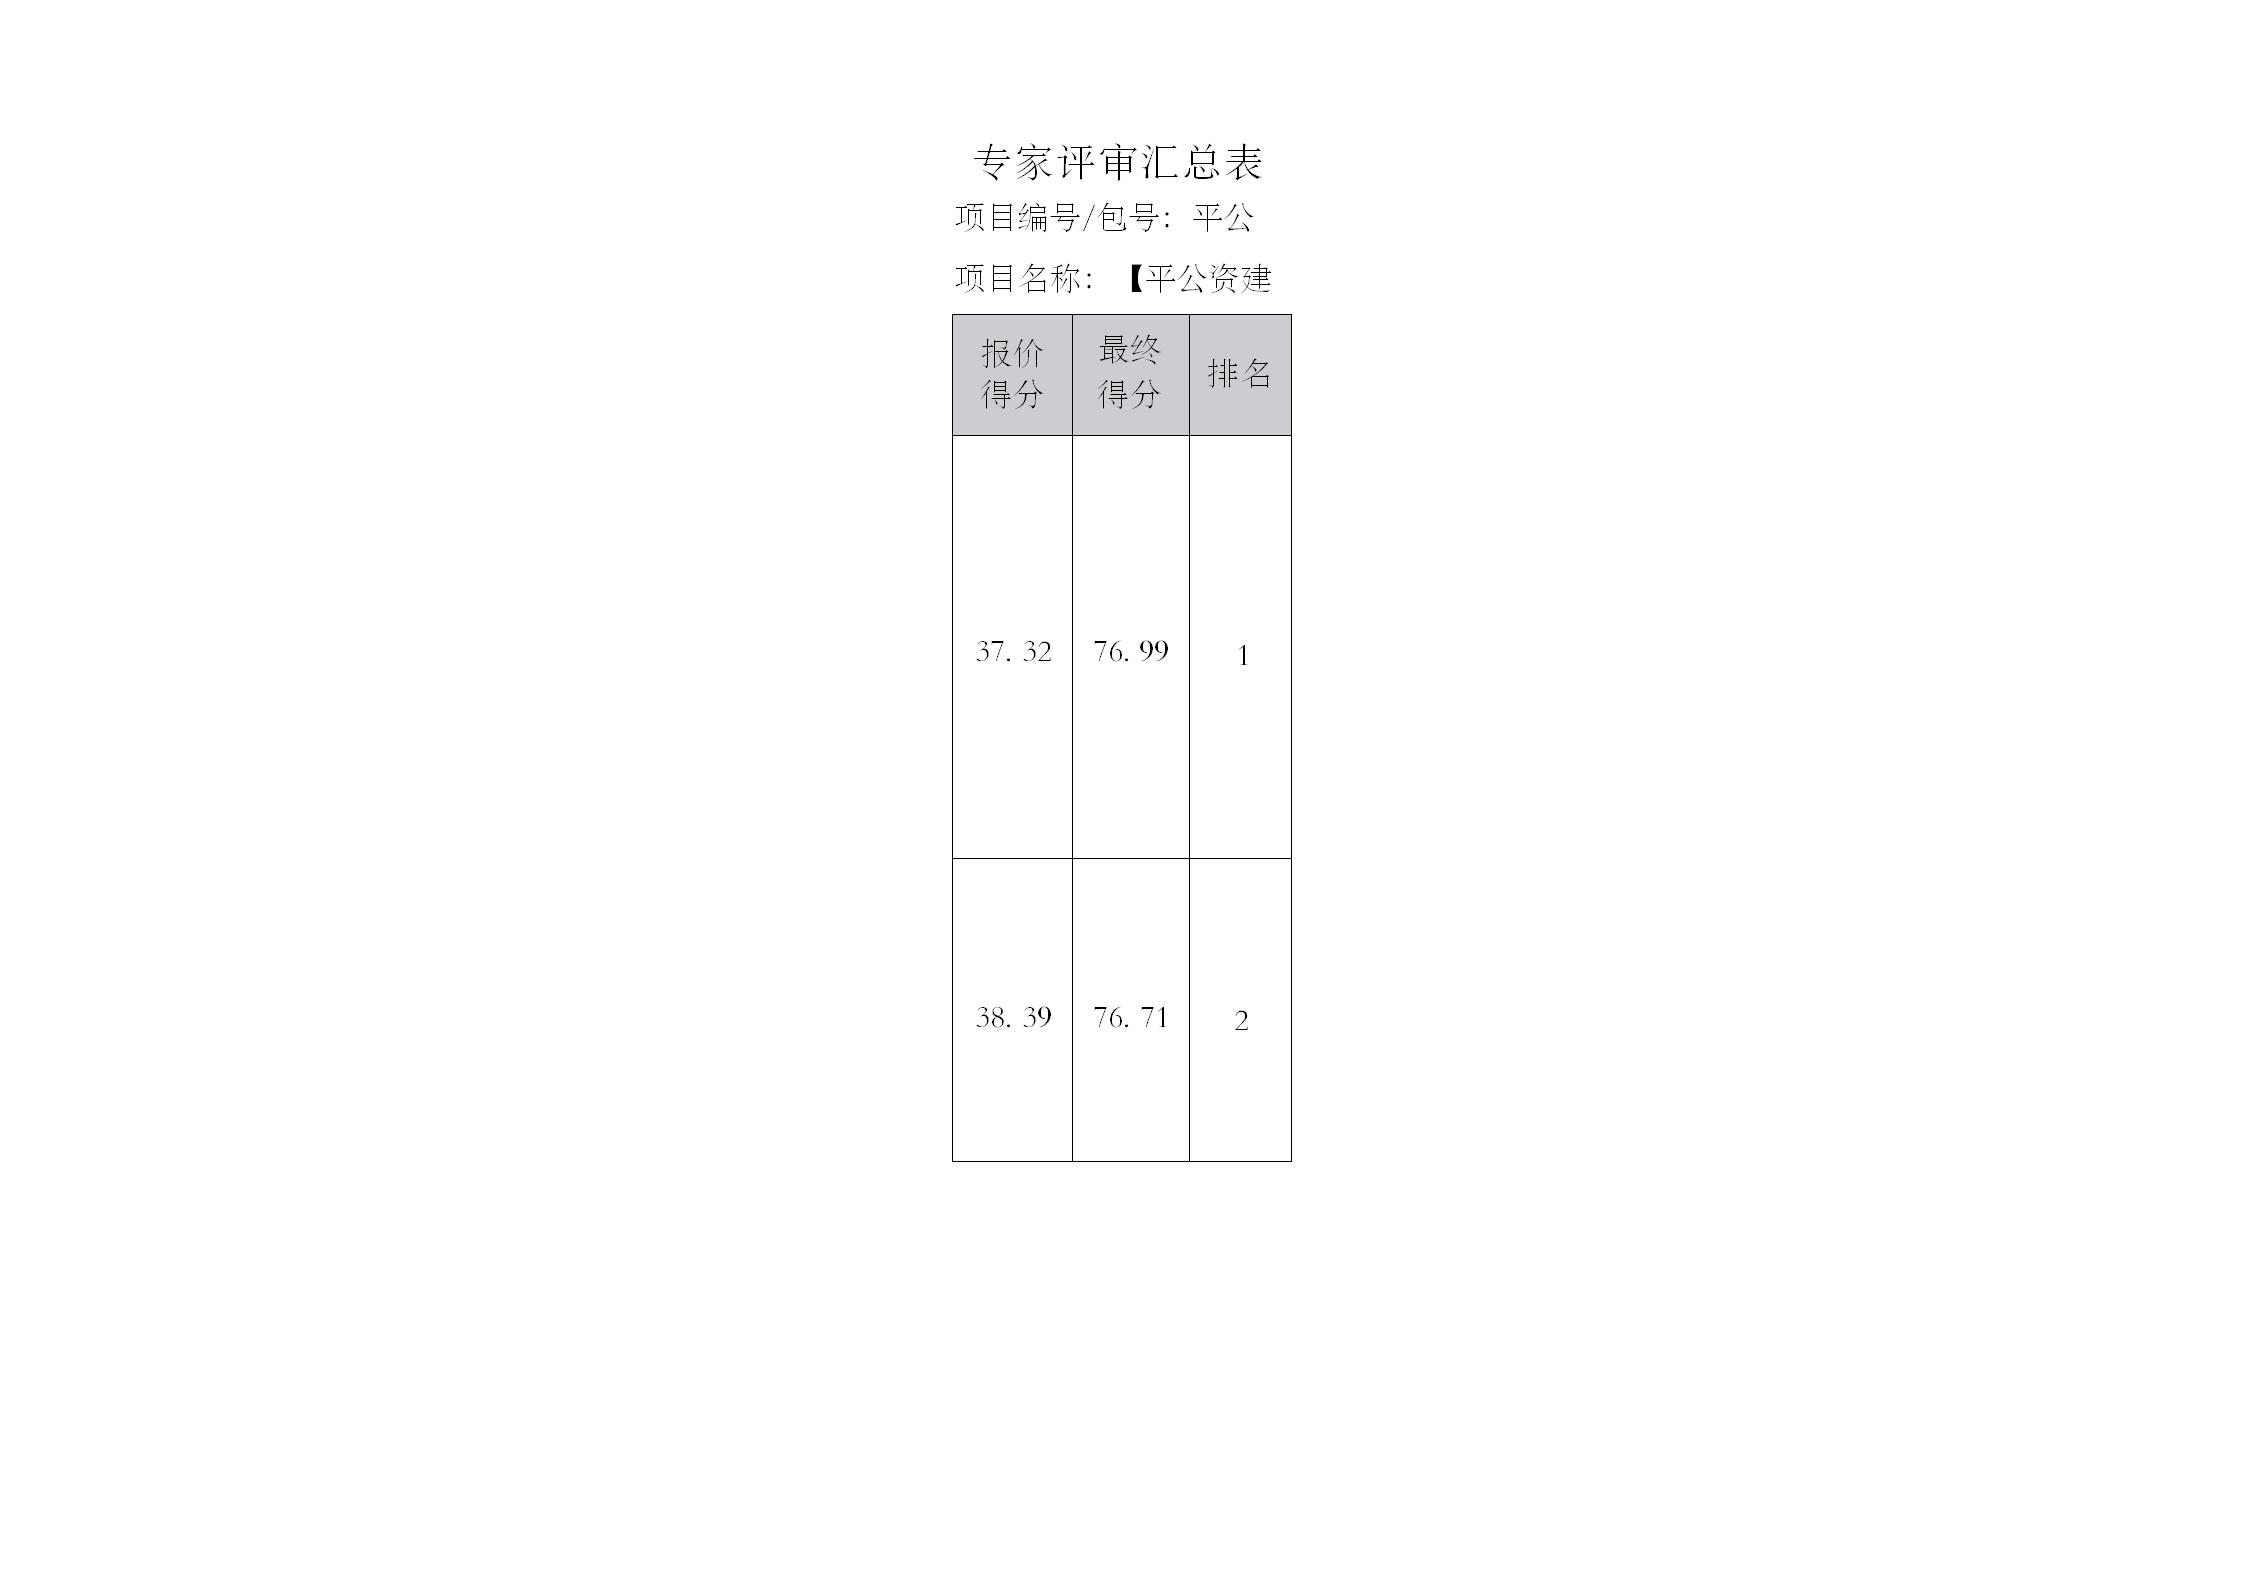 专家评审汇总表
项目编号/包号：平公
项目名称：【平公资建
报价得分 最终得分 排名
37.32 76.99 1
38.39 76.71 2